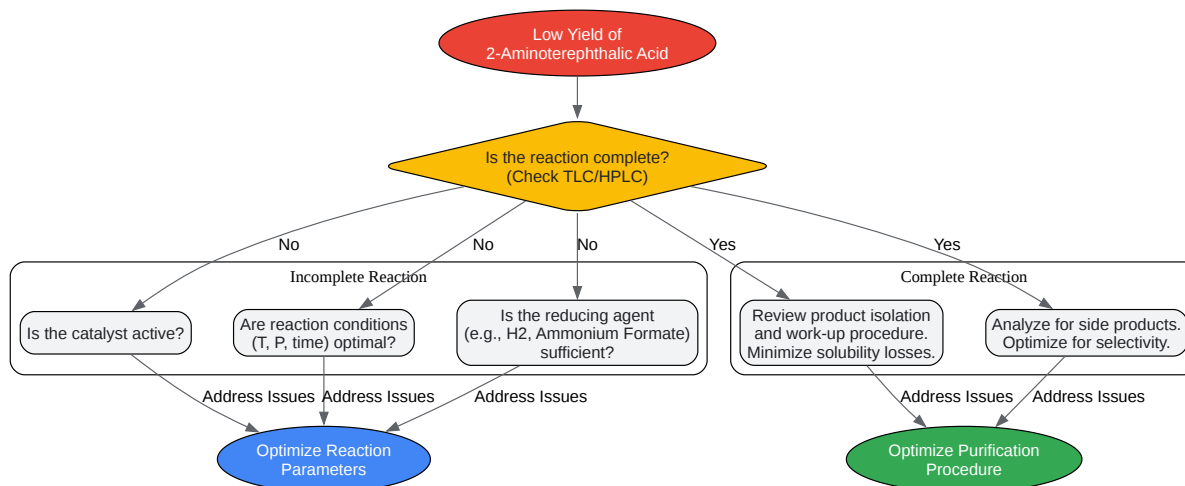 Low Yield of
2-Aminoterephthalic Acid
Is the reaction complete?
(Check TLC/HPLC)
No
No
No
Yes
Yes
Incomplete Reaction
Complete Reaction
Is the catalyst active?
Are reaction conditions
(T, P, time) optimal?
Is the reducing agent
(e.g., H2, Ammonium Formate)
sufficient?
Review product isolation
and work-up procedure.
Minimize solubility losses.
Analyze for side products.
Optimize for selectivity.
Address Issues
Address Issues
Address Issues
Address Issues
Address Issues
Optimize Reaction
Parameters
Optimize Purification
Procedure